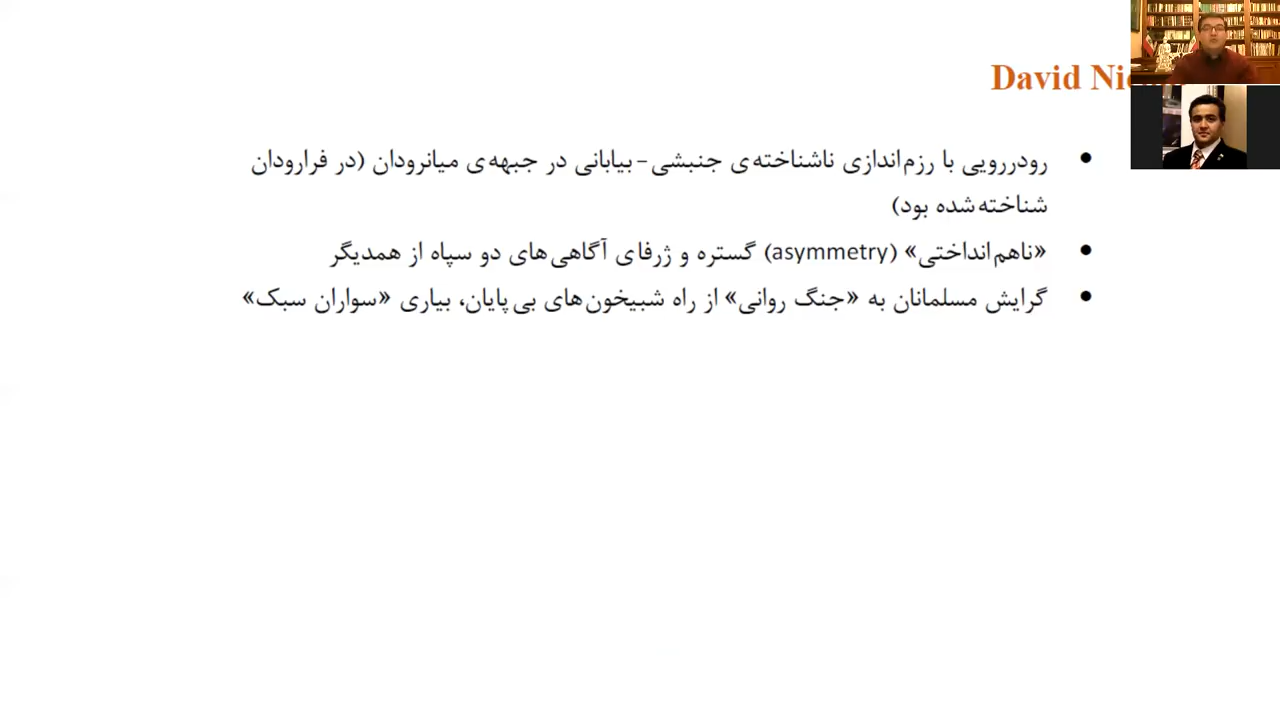 David
رودررویی با رزم‌اندازی ناشناخته‌ی جنبشی-بیابانی در جبهه‌ی میانرودان (در فرارودان
شناخته‌شده بود)
«ناهم‌انداختی» (asymmetry) گستره و ژرفای آگاهی‌های دو سپاه از همدیگر
گرایش مسلمانان به «جنگ روانی» از راه شبیخون‌های بی‌پایان، بیاری «سواران سبک»